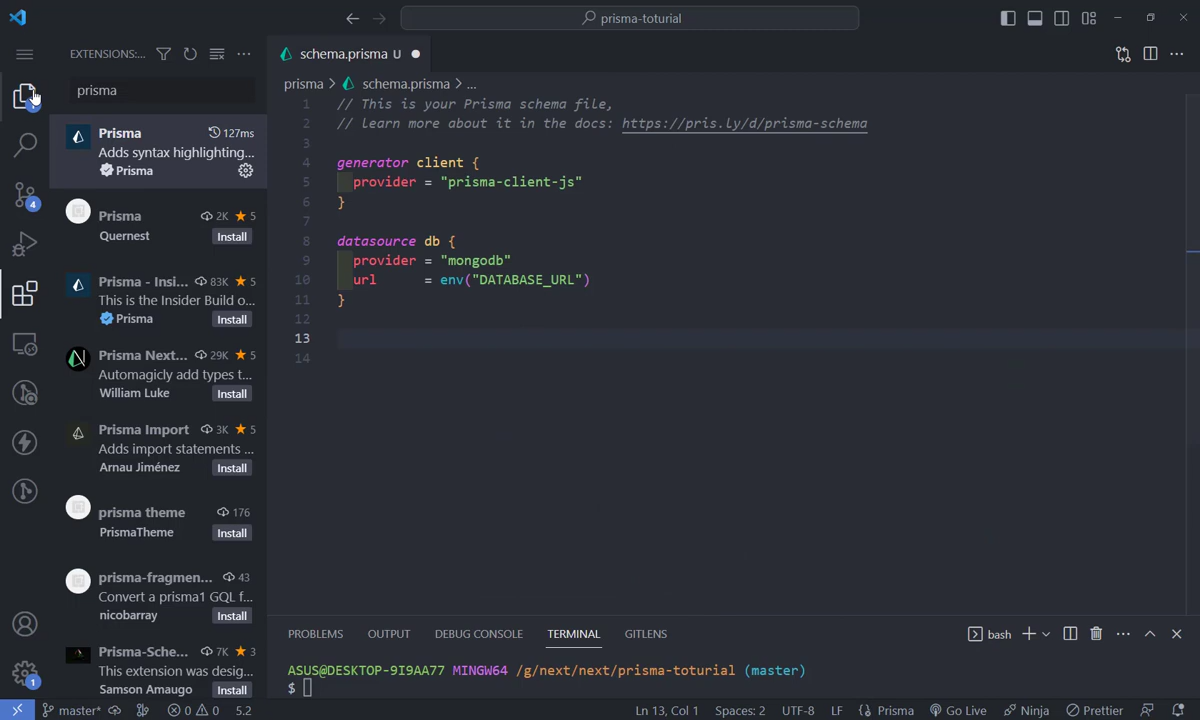 prisma-toturial
EXTENSIONS:...
prisma
Prisma 127ms
Adds syntax highlighting...
Prisma
Prisma 2K 5
Quernest Install
Prisma - Insi... 83K 5
This is the Insider Build o...
Prisma Install
Prisma Next... 29K 5
Automagicly add types t...
William Luke Install
Prisma Import 3K 5
Adds import statements ...
Arnau Jiménez Install
prisma theme 176
PrismaTheme Install
prisma-fragmen... 43
Convert a prisma1 GQL f...
nicobarray Install
Prisma-Sche... 7K 3
This extension was desig...
Samson Amaugo Install
1
4
1
schema.prisma U
prisma > schema.prisma > ...
1 // This is your Prisma schema file,
2 // learn more about it in the docs: https://pris.ly/d/prisma-schema
3
4 generator client {
5 provider = "prisma-client-js"
6 }
7
8 datasource db {
9 provider = "mongodb"
10 url = env("DATABASE_URL")
11 }
12
13
14
PROBLEMS OUTPUT DEBUG CONSOLE TERMINAL GITLENS bash
ASUS@DESKTOP-9I9AA77 MINGW64 /g/next/next/prisma-toturial (master)
$
master* 0 0 5.2 Ln 13, Col 1 Spaces: 2 UTF-8 LF Prisma Go Live Ninja Prettier